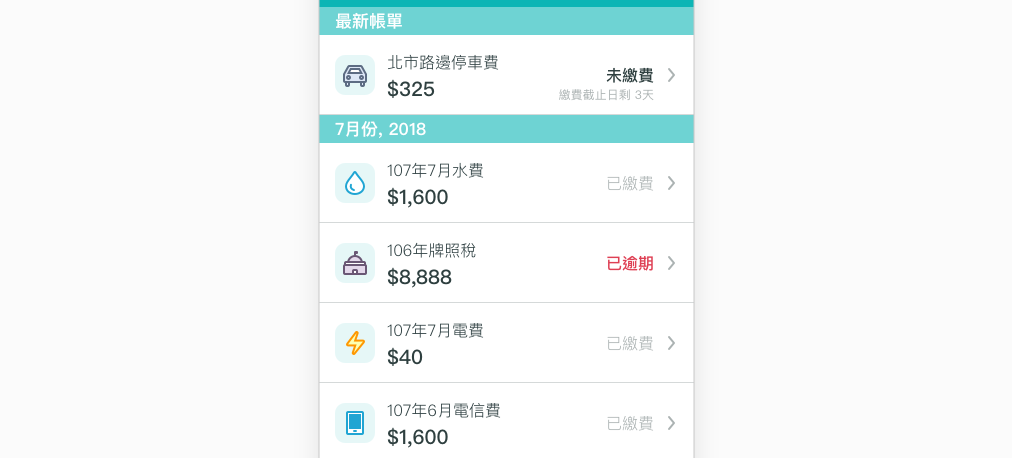 最新帳單
北市路邊停車費
$325
未繳費
繳費截止日剩 3天
7月份, 2018
107年7月水費
$1,600
已繳費
106年牌照稅
$8,888
已逾期
107年7月電費
$40
已繳費
107年6月電信費
$1,600
已繳費